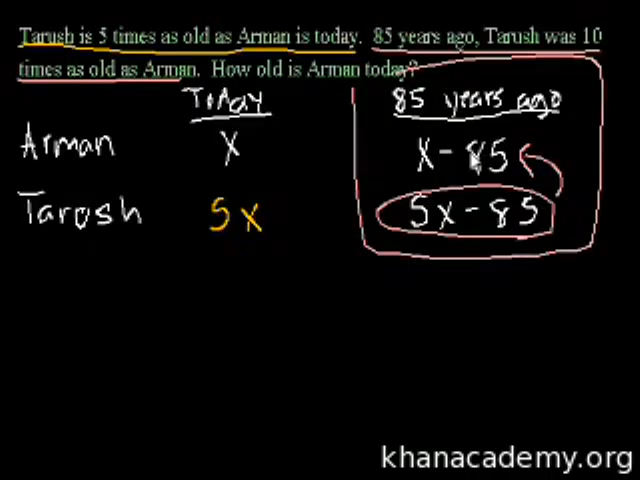 Tarush is 5 times as old as Arman is today. 85 years ago, Tarush was 10
times as old as Arman. How old is Arman today?
Today 85 years ago
Arman x x - 85
Tarush 5x 5x - 85
khanacademy.org